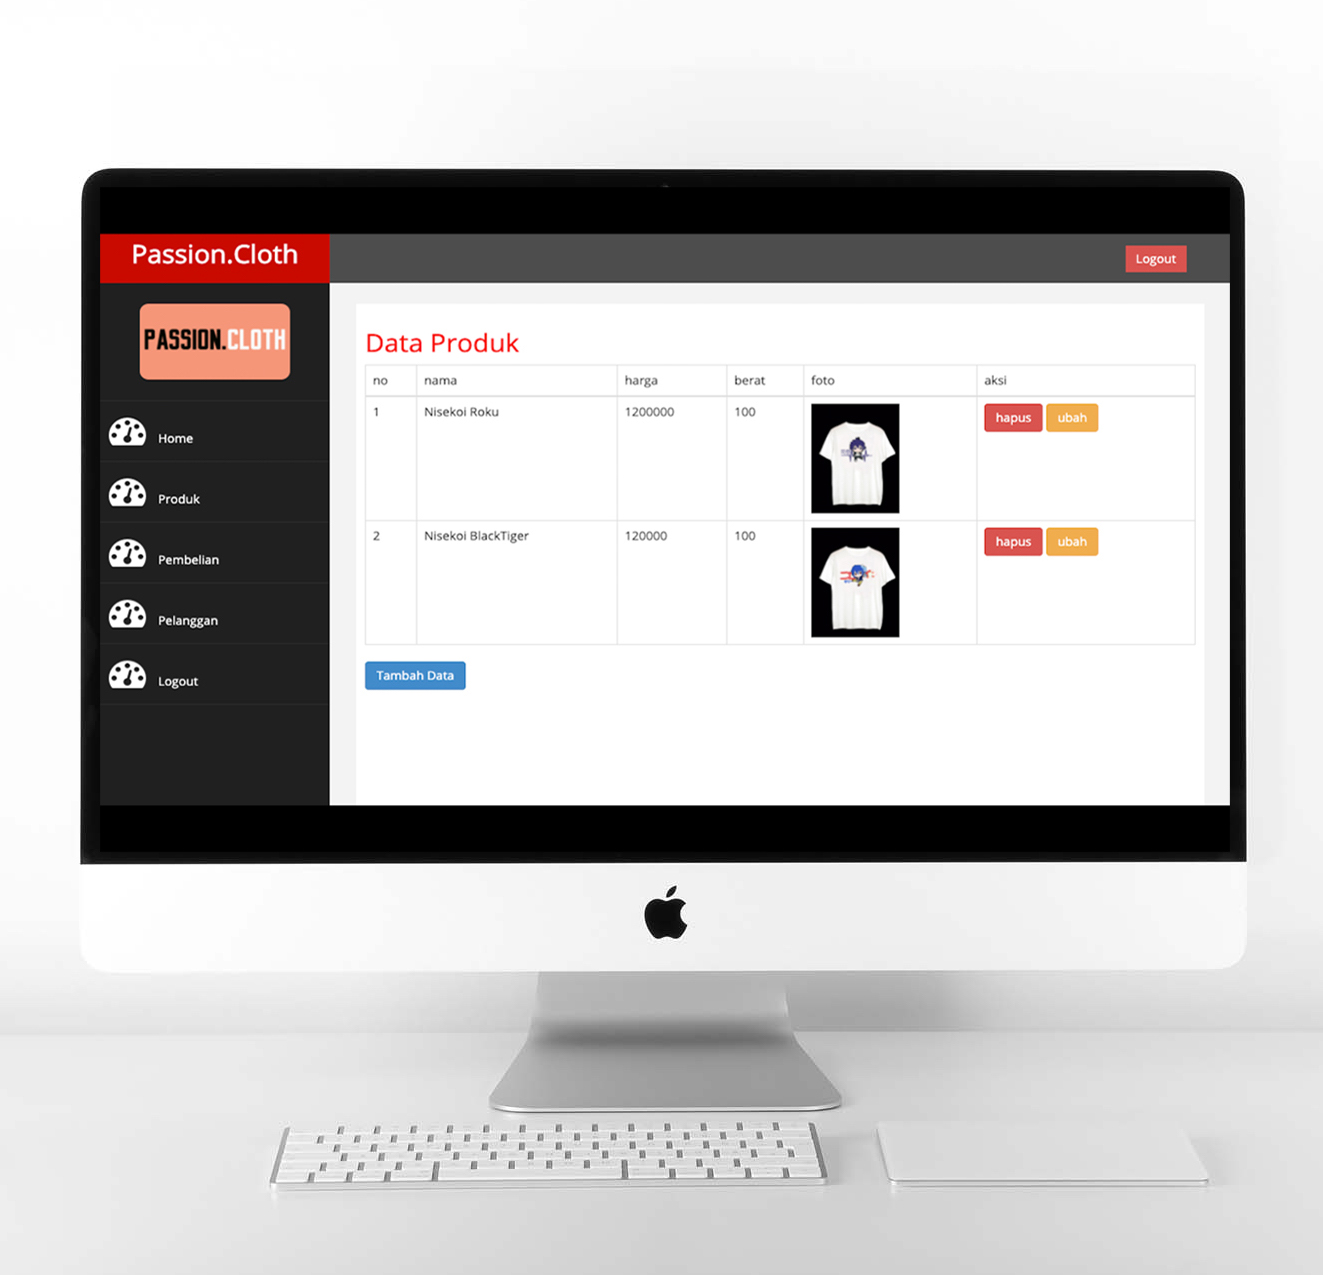 Passion.Cloth
Logout
PASSION.CLOTH
Home
Produk
Pembelian
Pelanggan
Logout
Data Produk
no nama harga berat foto aksi
1 Nisekoi Roku 1200000 100 hapus ubah
2 Nisekoi BlackTiger 120000 100 hapus ubah
Tambah Data